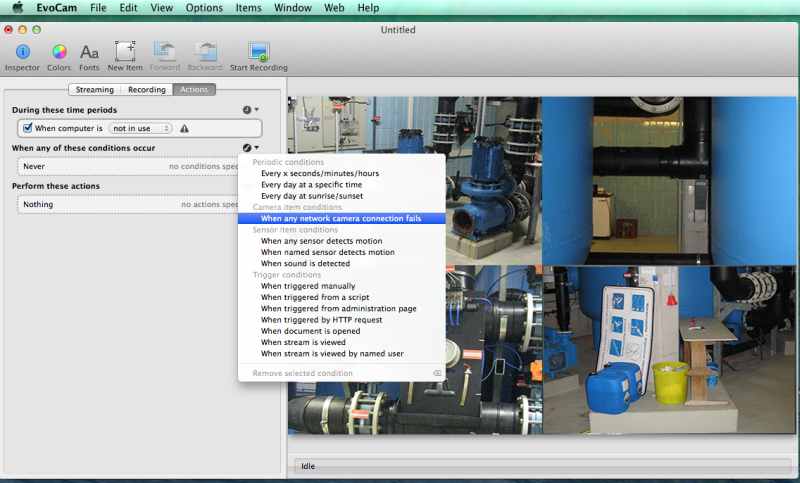 EvoCam File Edit View Options Items Window Web Help
Untitled
Inspector Colors Fonts New Item Forward Backward Start Recording
Streaming Recording Actions
During these time periods
When computer is not in use
When any of these conditions occur
Never no conditions spe
Perform these actions
Nothing no actions spe
Periodic conditions
Every x seconds/minutes/hours
Every day at a specific time
Every day at sunrise/sunset
Camera item conditions
When any network camera connection fails
Sensor item conditions
When any sensor detects motion
When named sensor detects motion
When sound is detected
Trigger conditions
When triggered manually
When triggered from a script
When triggered from administration page
When triggered by HTTP request
When document is opened
When stream is viewed
When stream is viewed by named user
Remove selected condition
Idle